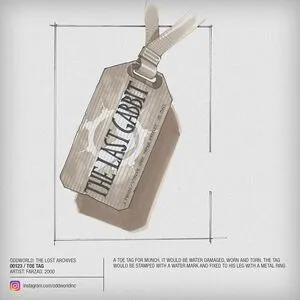 THE LAST GABBIT
ODDWORLD: THE LOST ARCHIVES
00123 / TOE TAG
ARTIST: FARZAD, 2000
A TOE TAG FOR MUNCH. IT WOULD BE WATER DAMAGED, WORN AND TORN. THE TAG
WOULD BE STAMPED WITH A WATER MARK AND FIXED TO HIS LEG WITH A METAL RING.
instagram.com/oddworldinc